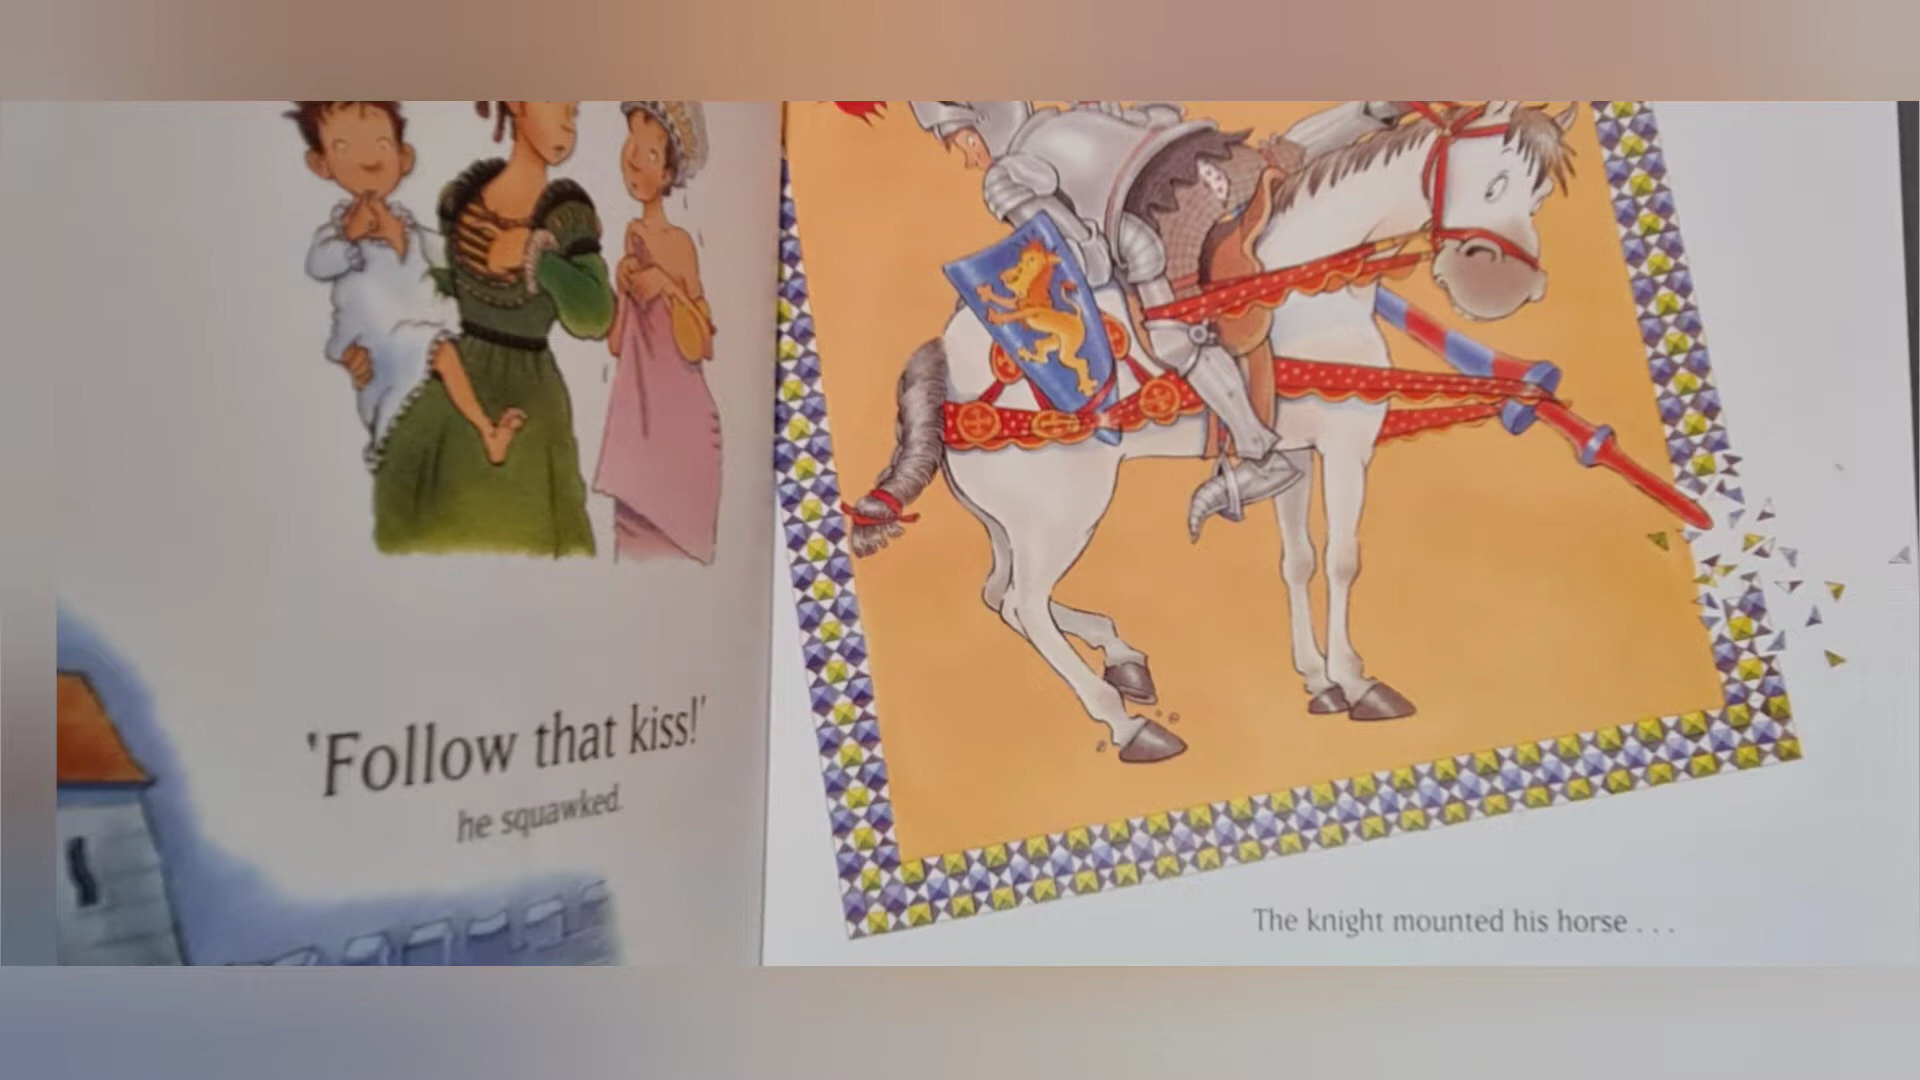 'Follow that kiss!'
he squawked.
The knight mounted his horse . . .